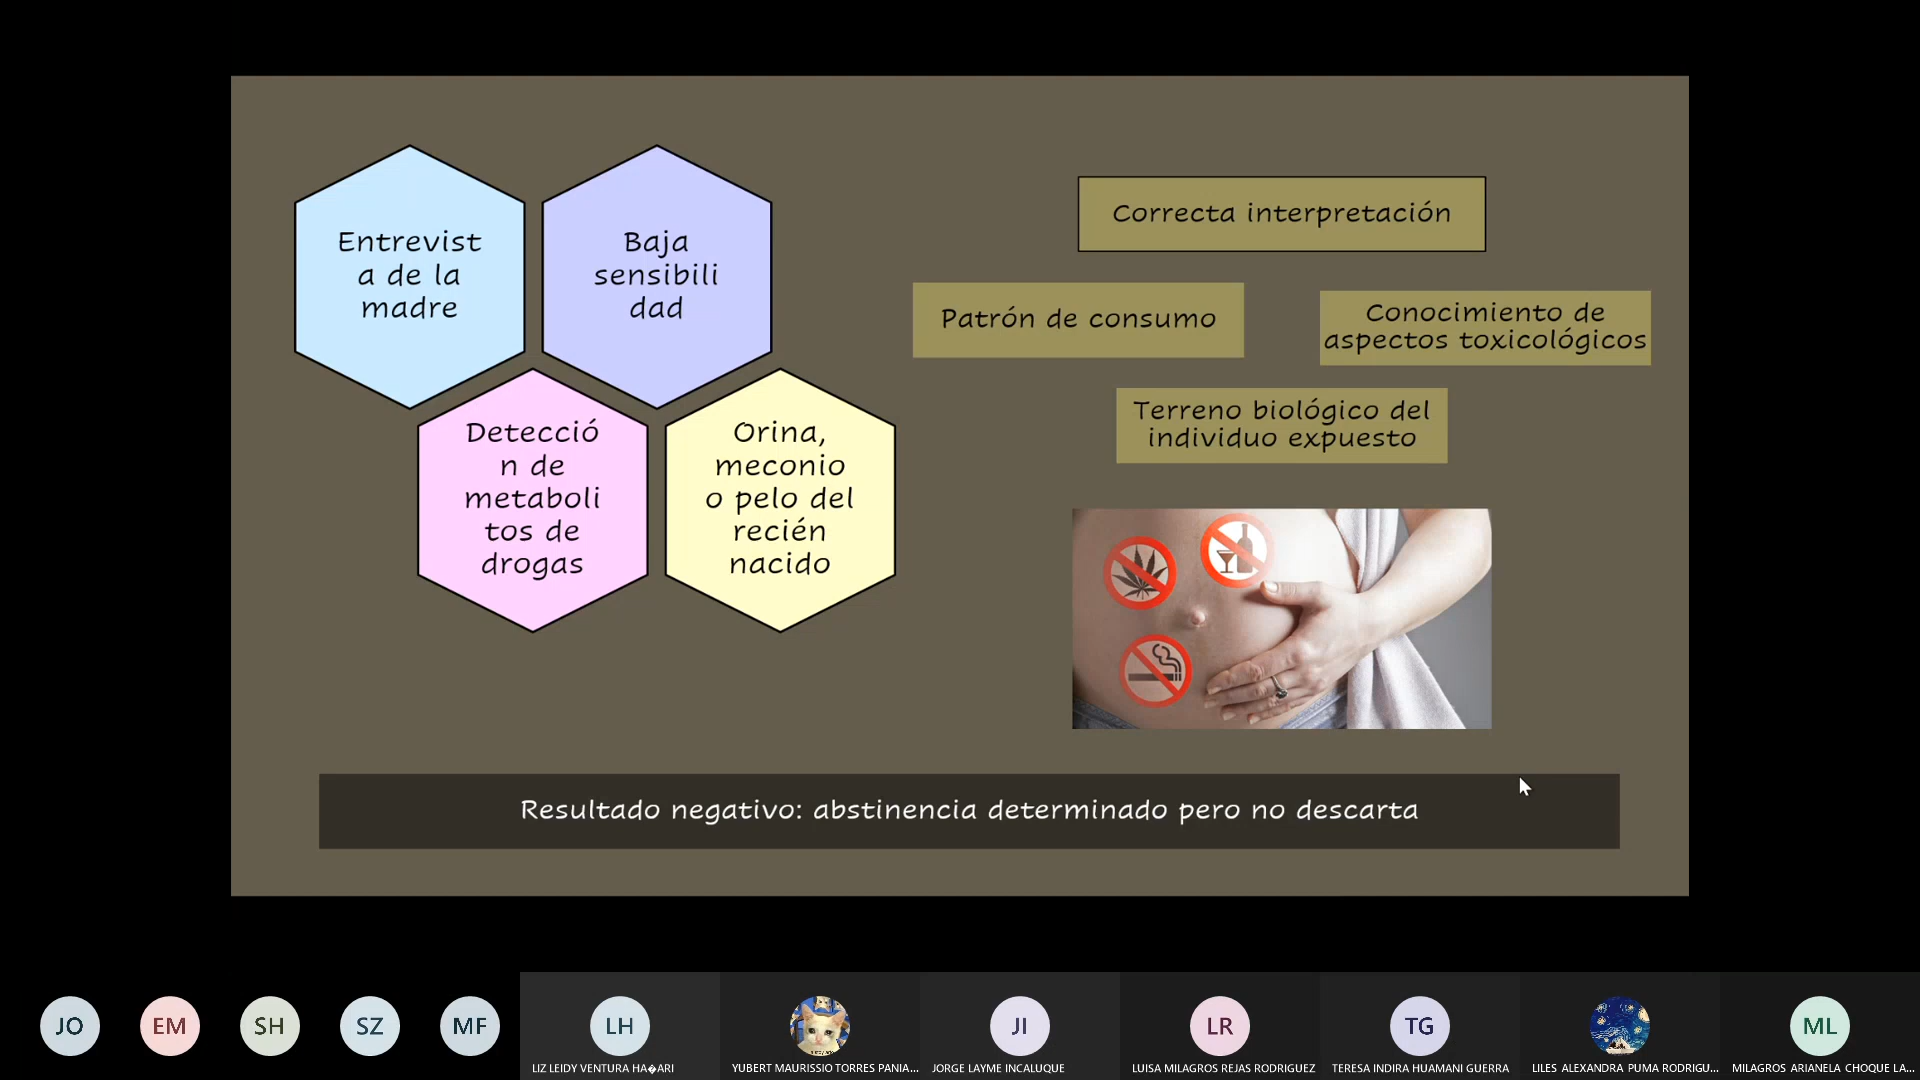 Entrevist
a de la
madre
Baja
sensibili
dad
Detecció
n de
metaboli
tos de
drogas
Orina,
meconio
o pelo del
recién
nacido
Correcta interpretación
Patrón de consumo
Conocimiento de
aspectos toxicológicos
Terreno biológico del
individuo expuesto
Resultado negativo: abstinencia determinado pero no descarta
JO
EM
SH
SZ
MF
LH
JI
LR
TG
ML
LIZ LEIDY VENTURA HA�ARI
YUBERT MAURISSIO TORRES PANIA...
JORGE LAYME INCALUQUE
LUISA MILAGROS REJAS RODRIGUEZ
TERESA INDIRA HUAMANI GUERRA
LILES ALEXANDRA PUMA RODRIGU...
MILAGROS ARIANELA CHOQUE LA...